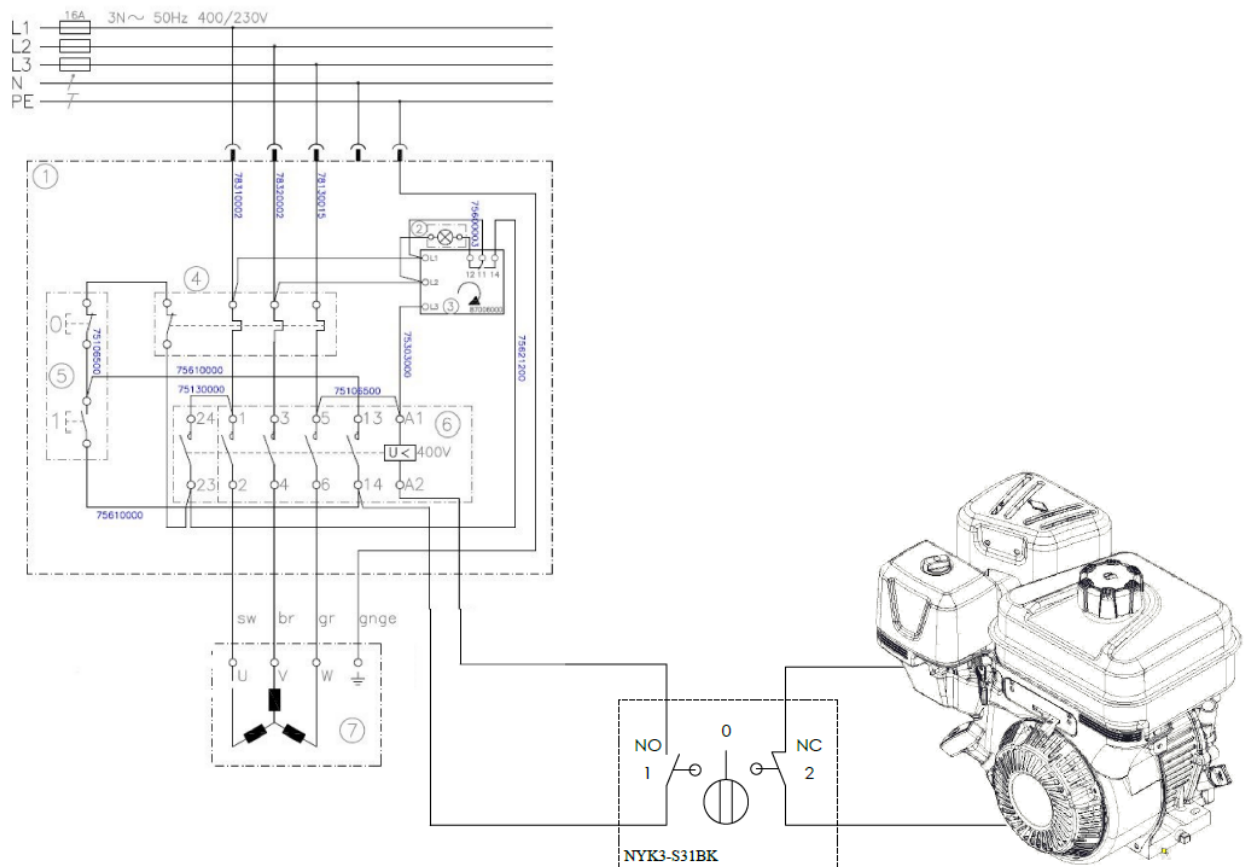 16A 3N~ 50Hz 400/230V
L1
L2
L3
N
PE
1
78310002
78320002
78130015
75600003
2
L1
12 11 14
L2
4
3
L3
87008000
0
75106500
75303000
75621200
75610000
5
75130000
75106500
1
24 1 3 5 13 A1 6
U< 400V
23 2 4 6 14 A2
75610000
sw br gr gnge
U V W
7
0
NO NC
1 2
NYK3-S31BK